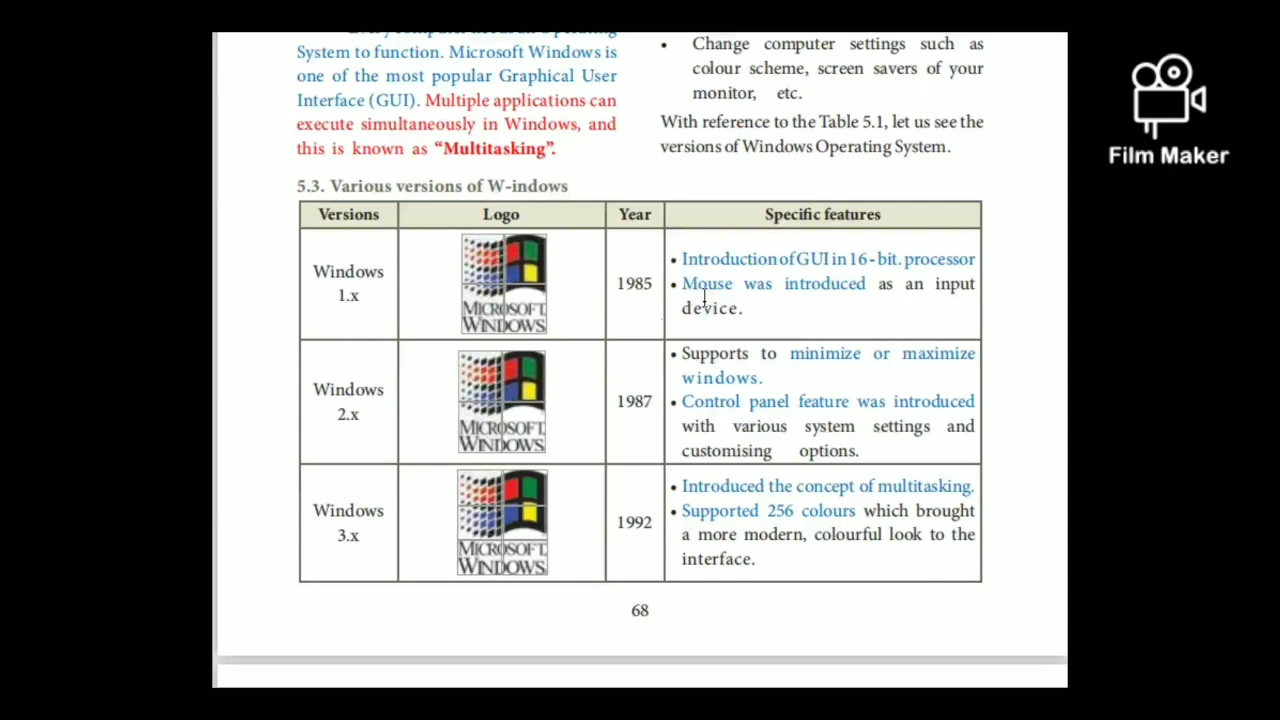 System to function. Microsoft Windows is
one of the most popular Graphical User
Interface (GUI). Multiple applications can
execute simultaneously in Windows, and
this is known as “Multitasking”.
• Change computer settings such as
colour scheme, screen savers of your
monitor, etc.
With reference to the Table 5.1, let us see the
versions of Windows Operating System.
5.3. Various versions of W-indows
Versions Logo Year Specific features
Windows
1.x
MICROSOFT
WINDOWS
1985
• Introduction of GUI in 16 - bit. processor
• Mouse was introduced as an input
device.
Windows
2.x
MICROSOFT
WINDOWS
1987
• Supports to minimize or maximize
windows.
• Control panel feature was introduced
with various system settings and
customising options.
Windows
3.x
MICROSOFT
WINDOWS
1992
• Introduced the concept of multitasking.
• Supported 256 colours which brought
a more modern, colourful look to the
interface.
68
Film Maker